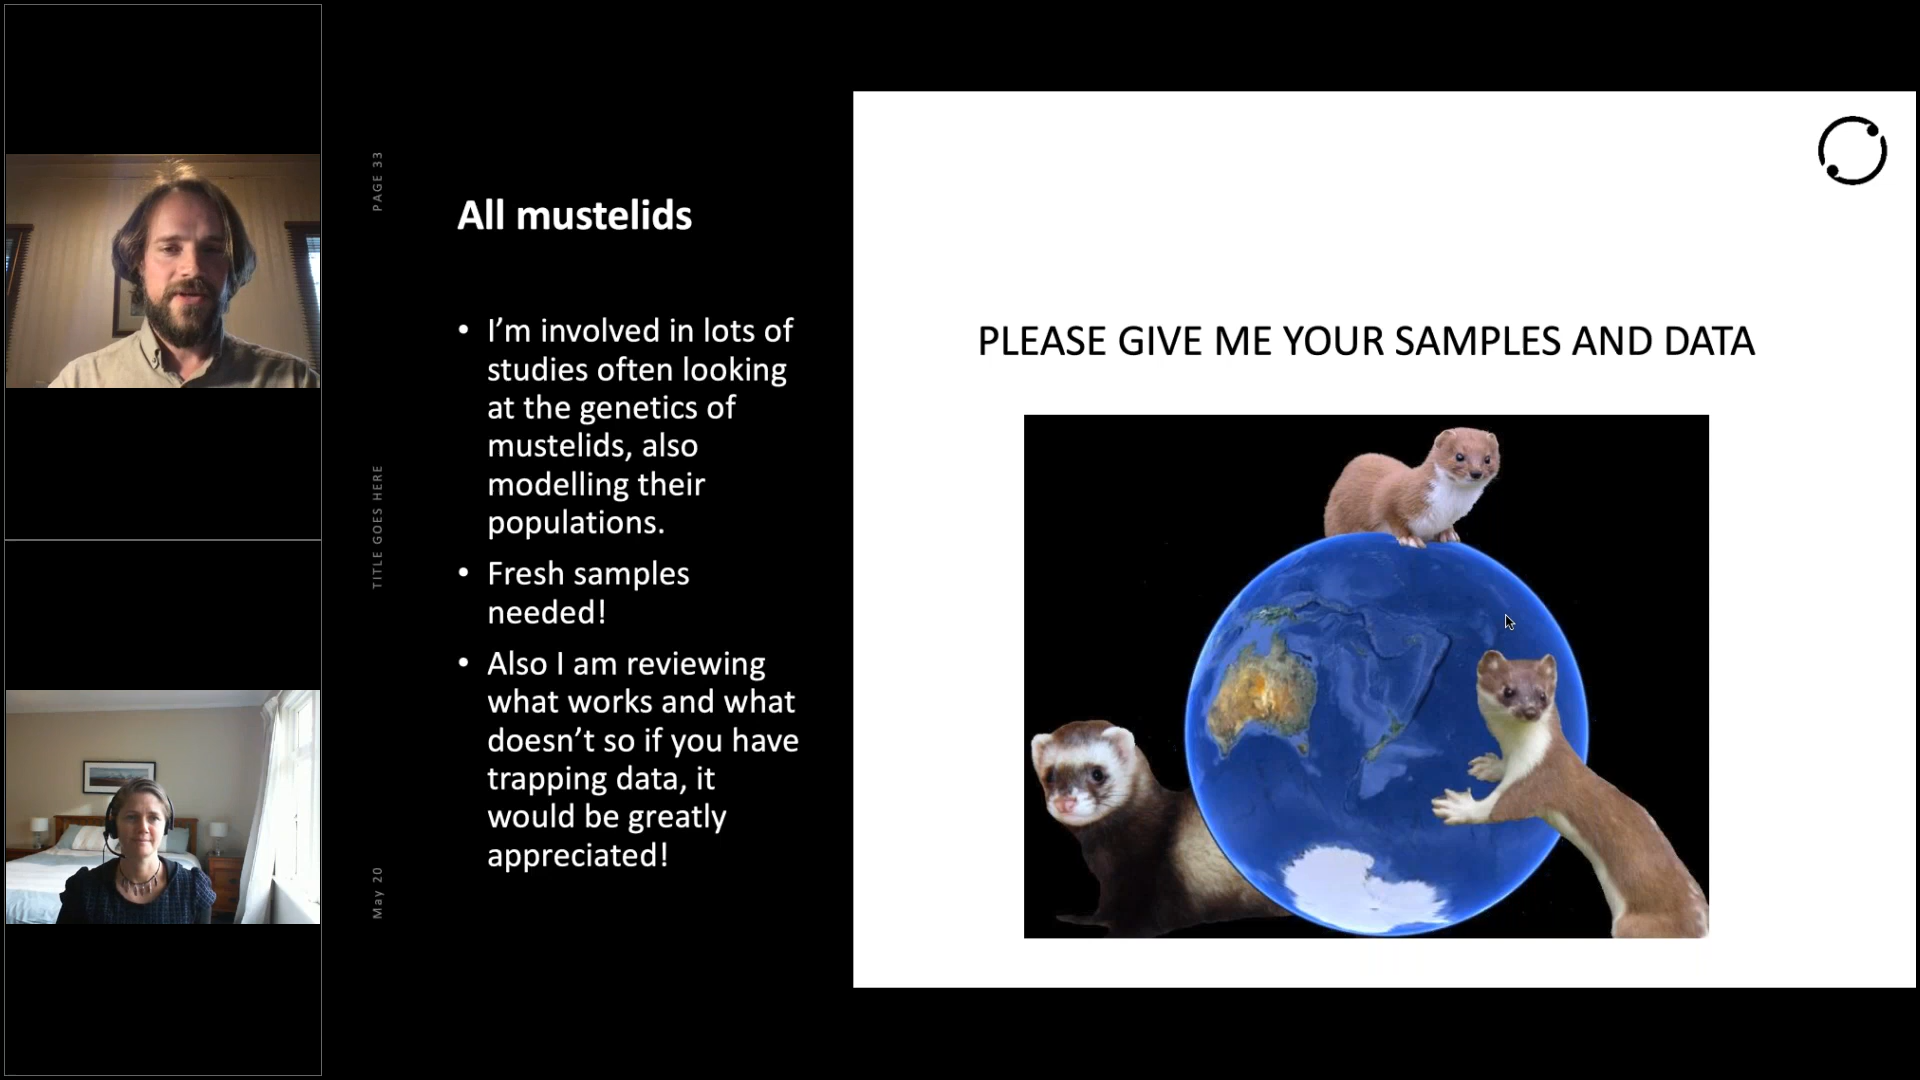 PAGE 33
TITLE GOES HERE
May 20
All mustelids
• I’m involved in lots of
studies often looking
at the genetics of
mustelids, also
modelling their
populations.
• Fresh samples
needed!
• Also I am reviewing
what works and what
doesn’t so if you have
trapping data, it
would be greatly
appreciated!
PLEASE GIVE ME YOUR SAMPLES AND DATA